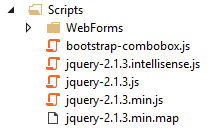 Scripts
WebForms
bootstrap-combobox.js
jquery-2.1.3.intellisense.js
jquery-2.1.3.js
jquery-2.1.3.min.js
jquery-2.1.3.min.map